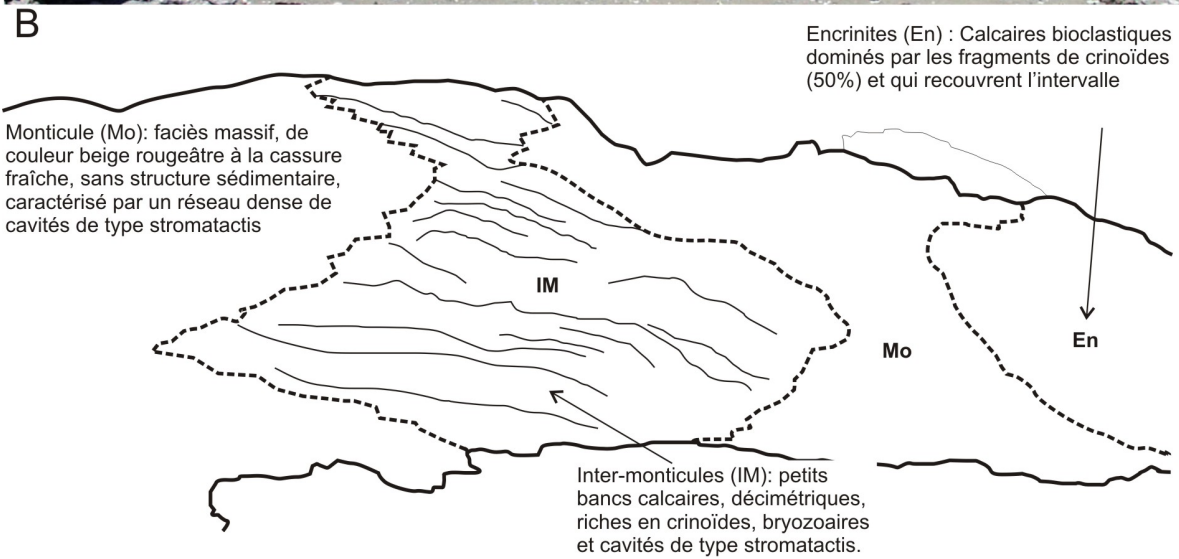 B
Encrinites (En) : Calcaires bioclastiques
dominés par les fragments de crinoïdes
(50%) et qui recouvrent l'intervalle
Monticule (Mo): faciès massif, de
couleur beige rougeâtre à la cassure
fraîche, sans structure sédimentaire,
caractérisé par un réseau dense de
cavités de type stromatactis
IM
Mo
En
Inter-monticules (IM): petits
bancs calcaires, décimétriques,
riches en crinoïdes, bryozoaires
et cavités de type stromatactis.